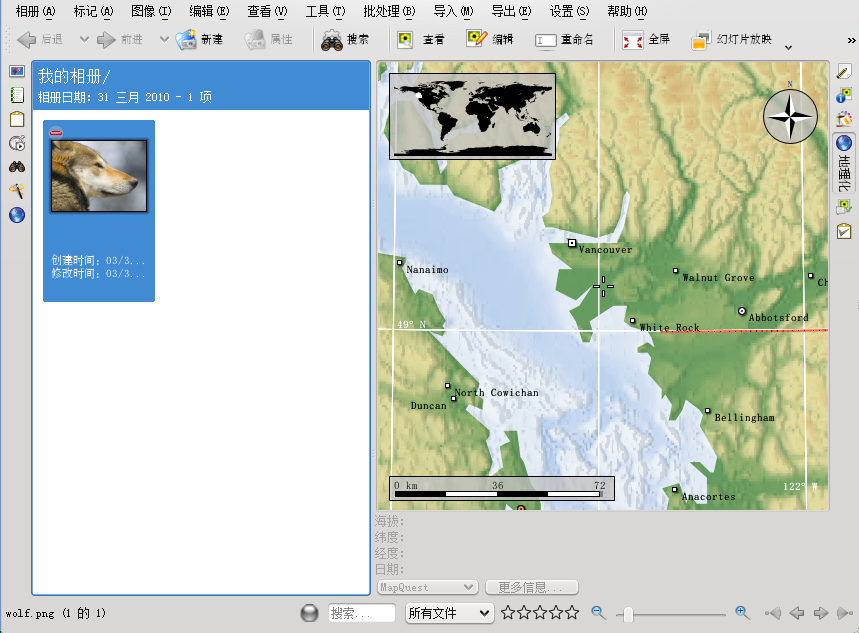 相册(A) 标记(A) 图像(I) 编辑(E) 查看(V) 工具(T) 批处理(B) 导入(M) 导出(E) 设置(S) 帮助(H)
后退 前进 新建 属性 搜索 查看 编辑 重命名 全屏 幻灯片放映 »
我的相册/
相册日期: 31 三月 2010 - 1 项
创建时间: 03/3...
修改时间: 03/3...
N
Vancouver
Nanaimo
Walnut Grove
Ch
Abbotsford
49° N
White Rock
North Cowichan
Duncan
Bellingham
0 km 36 72
122° W
Anacortes
地理化
海拔:
纬度:
经度:
日期:
MapQuest 更多信息...
wolf.png (1 的 1) 搜索... 所有文件